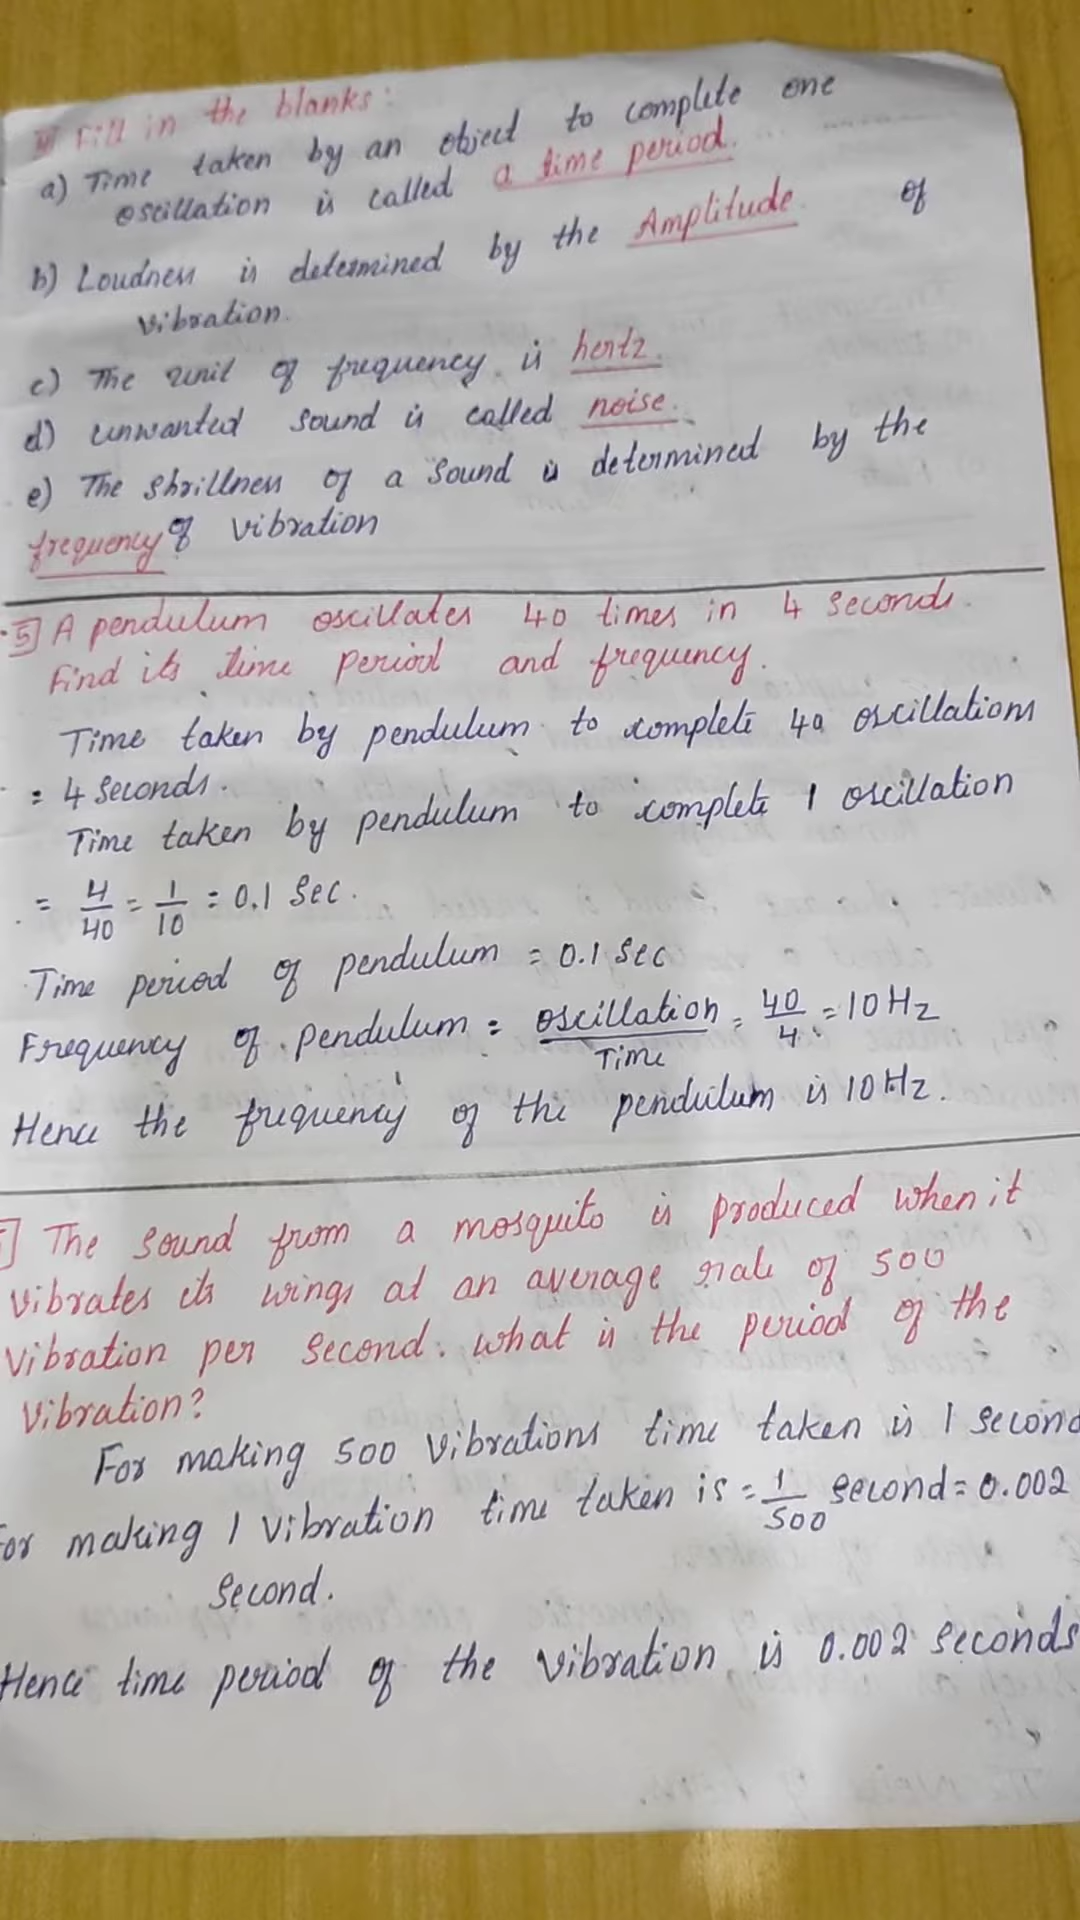 Fill in the blanks:
a) Time taken by an object to complete one
oscillation is called a time period.
b) Loudness is determined by the Amplitude of
vibration.
c) The unit of frequency is hertz.
d) unwanted sound is called noise.
e) The shrillness of a sound is determined by the
frequency of vibration
5] A pendulum oscillates 40 times in 4 seconds.
Find its time period and frequency.
Time taken by pendulum to complete 40 oscillations
= 4 Seconds.
Time taken by pendulum to complete 1 oscillation
= 4/40 = 1/10 = 0.1 Sec.
Time period of pendulum = 0.1 sec
Frequency of pendulum = oscillation/Time = 40/4 = 10 Hz
Hence the frequency of the pendulum is 10 Hz.
The sound from a mosquito is produced when it
vibrates its wings at an average rate of 500
vibration per second. what is the period of the
vibration?
For making 500 vibrations time taken is 1 second
For making 1 vibration time taken is = 1/500 second = 0.002
Second.
Hence time period of the vibration is 0.002 seconds